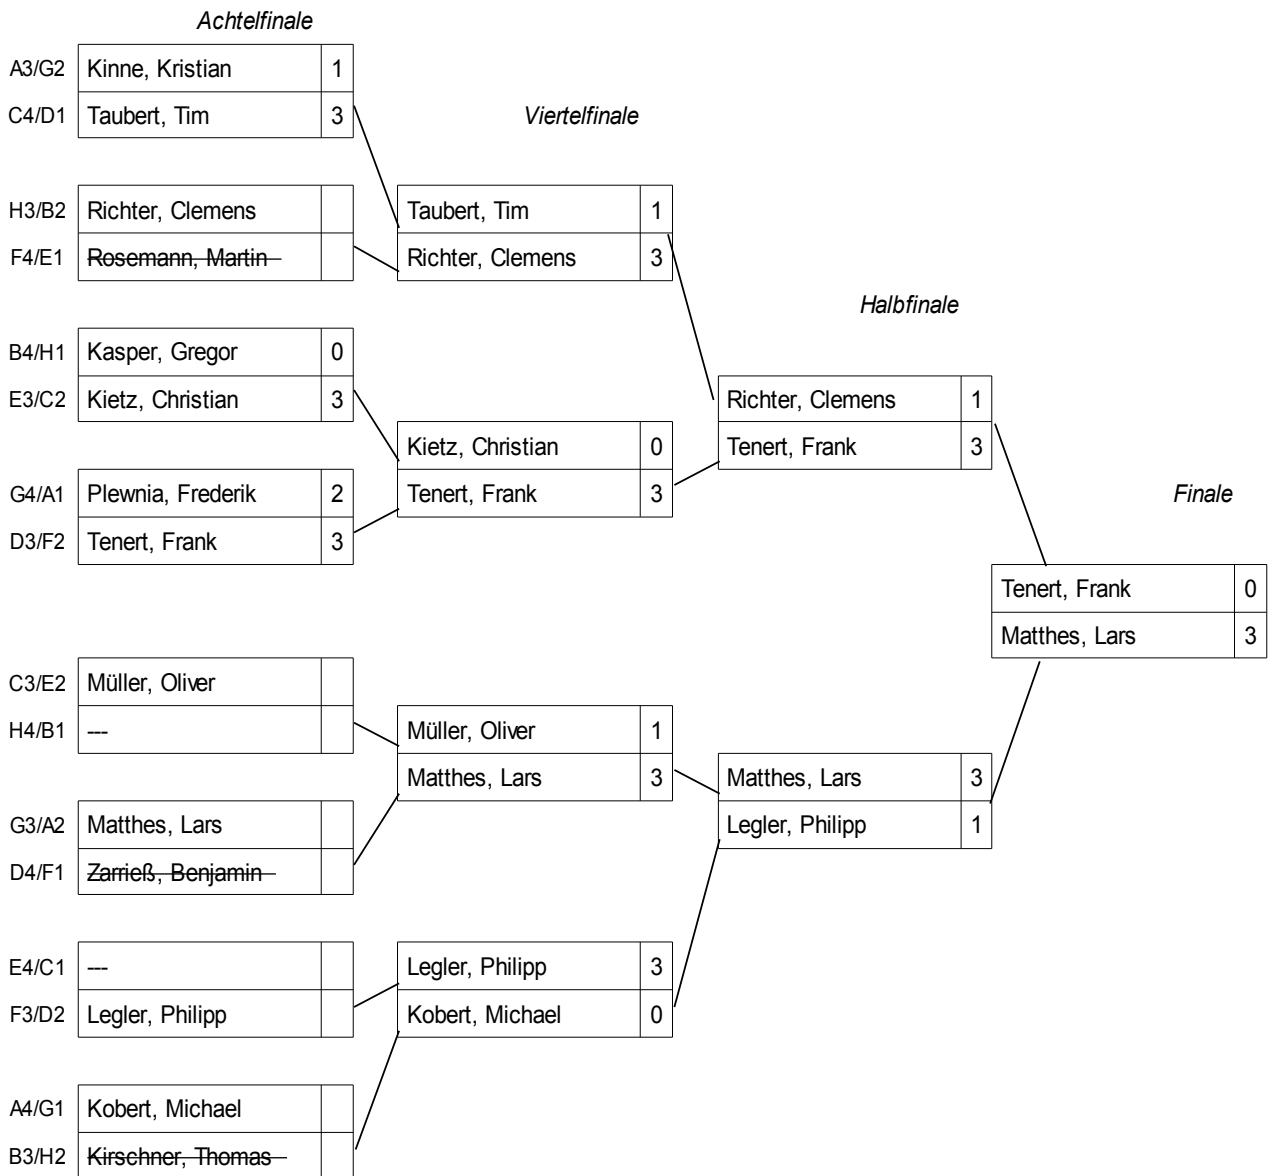 Achtelfinale
A3/G2 Kinne, Kristian 1
C4/D1 Taubert, Tim 3
Viertelfinale
H3/B2 Richter, Clemens
Taubert, Tim 1
F4/E1 Rosemann, Martin
Richter, Clemens 3
Halbfinale
B4/H1 Kasper, Gregor 0
E3/C2 Kietz, Christian 3
Richter, Clemens 1
Kietz, Christian 0
Tenert, Frank 3
G4/A1 Plewnia, Frederik 2
Tenert, Frank 3
Finale
D3/F2 Tenert, Frank 3
Tenert, Frank 0
Matthes, Lars 3
C3/E2 Müller, Oliver
H4/B1 ---
Müller, Oliver 1
Matthes, Lars 3
Matthes, Lars 3
G3/A2 Matthes, Lars
Legler, Philipp 1
D4/F1 Zarrieß, Benjamin
E4/C1 ---
Legler, Philipp 3
F3/D2 Legler, Philipp
Kobert, Michael 0
A4/G1 Kobert, Michael
B3/H2 Kirschner, Thomas